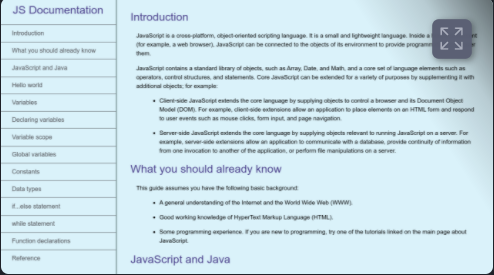 JS Documentation
Introduction
What you should already know
JavaScript and Java
Hello world
Variables
Declaring variables
Variable scope
Global variables
Constants
Data types
if...else statement
while statement
Function declarations
Reference
Introduction
JavaScript is a cross-platform, object-oriented scripting language. It is a small and lightweight language. Inside a
(for example, a web browser), JavaScript can be connected to the objects of its environment to provide
them.
JavaScript contains a standard library of objects, such as Array, Date, and Math, and a core set of language elements such as
operators, control structures, and statements. Core JavaScript can be extended for a variety of purposes by supplementing it with
additional objects; for example:
• Client-side JavaScript extends the core language by supplying objects to control a browser and its Document Object
Model (DOM). For example, client-side extensions allow an application to place elements on an HTML form and respond
to user events such as mouse clicks, form input, and page navigation.
• Server-side JavaScript extends the core language by supplying objects relevant to running JavaScript on a server. For
example, server-side extensions allow an application to communicate with a database, provide continuity of information
from one invocation to another of the application, or perform file manipulations on a server.
What you should already know
This guide assumes you have the following basic background:
• A general understanding of the Internet and the World Wide Web (WWW).
• Good working knowledge of HyperText Markup Language (HTML).
• Some programming experience. If you are new to programming, try one of the tutorials linked on the main page about
JavaScript.
JavaScript and Java